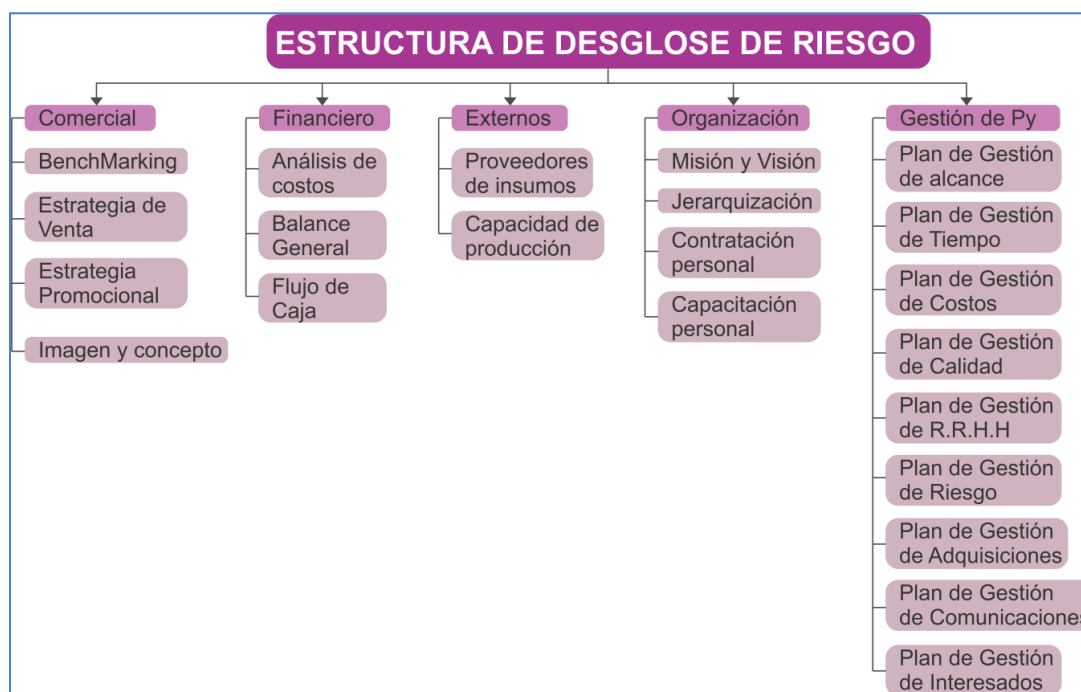 ESTRUCTURA DE DESGLOSE DE RIESGO
Comercial
BenchMarking
Estrategia de
Venta
Estrategia
Promocional
Imagen y concepto
Financiero
Análisis de
costos
Balance
General
Flujo de
Caja
Externos
Proveedores
de insumos
Capacidad de
producción
Organización
Misión y Visión
Jerarquización
Contratación
personal
Capacitación
personal
Gestión de Py
Plan de Gestión
de alcance
Plan de Gestión
de Tiempo
Plan de Gestión
de Costos
Plan de Gestión
de Calidad
Plan de Gestión
de R.R.H.H
Plan de Gestión
de Riesgo
Plan de Gestión
de Adquisiciones
Plan de Gestión
de Comunicaciones
Plan de Gestión
de Interesados